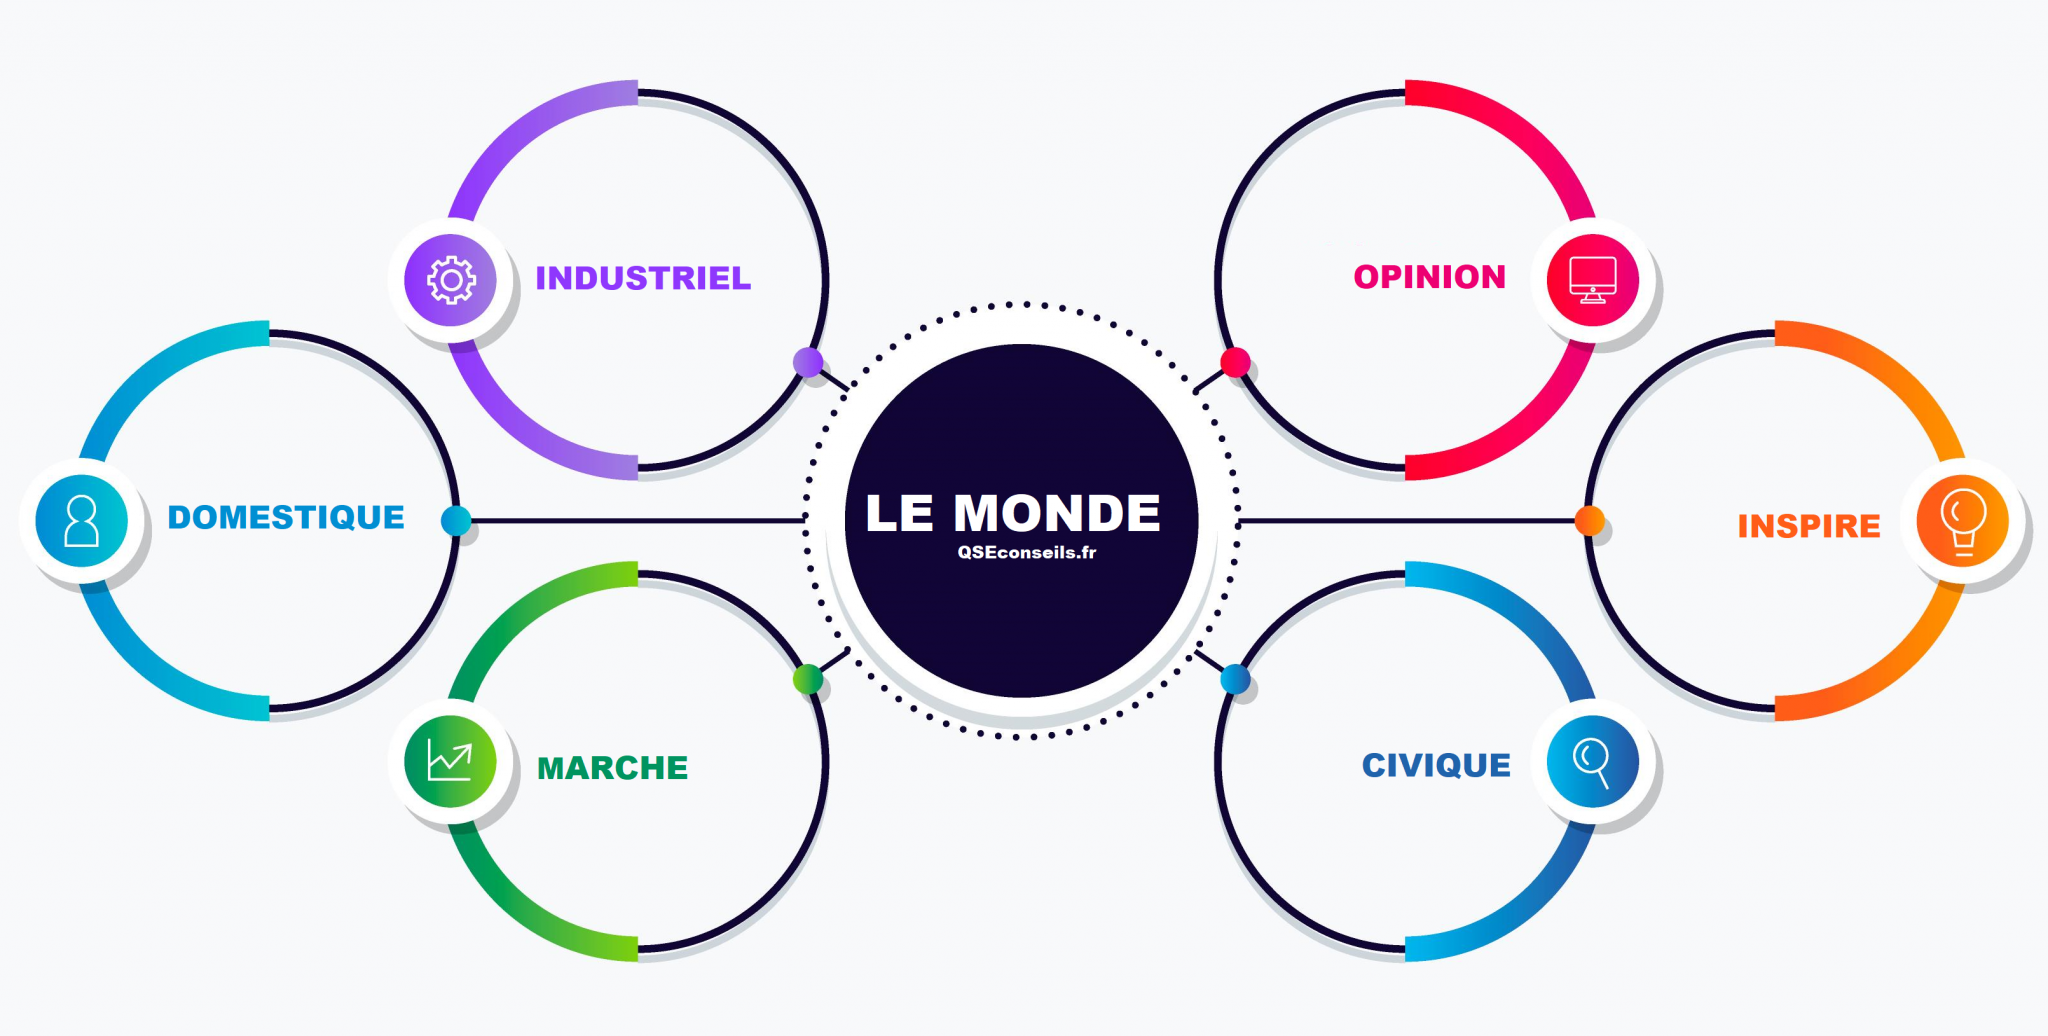 INDUSTRIEL
OPINION
DOMESTIQUE
LE MONDE
QSEconseils.fr
INSPIRE
MARCHE
CIVIQUE